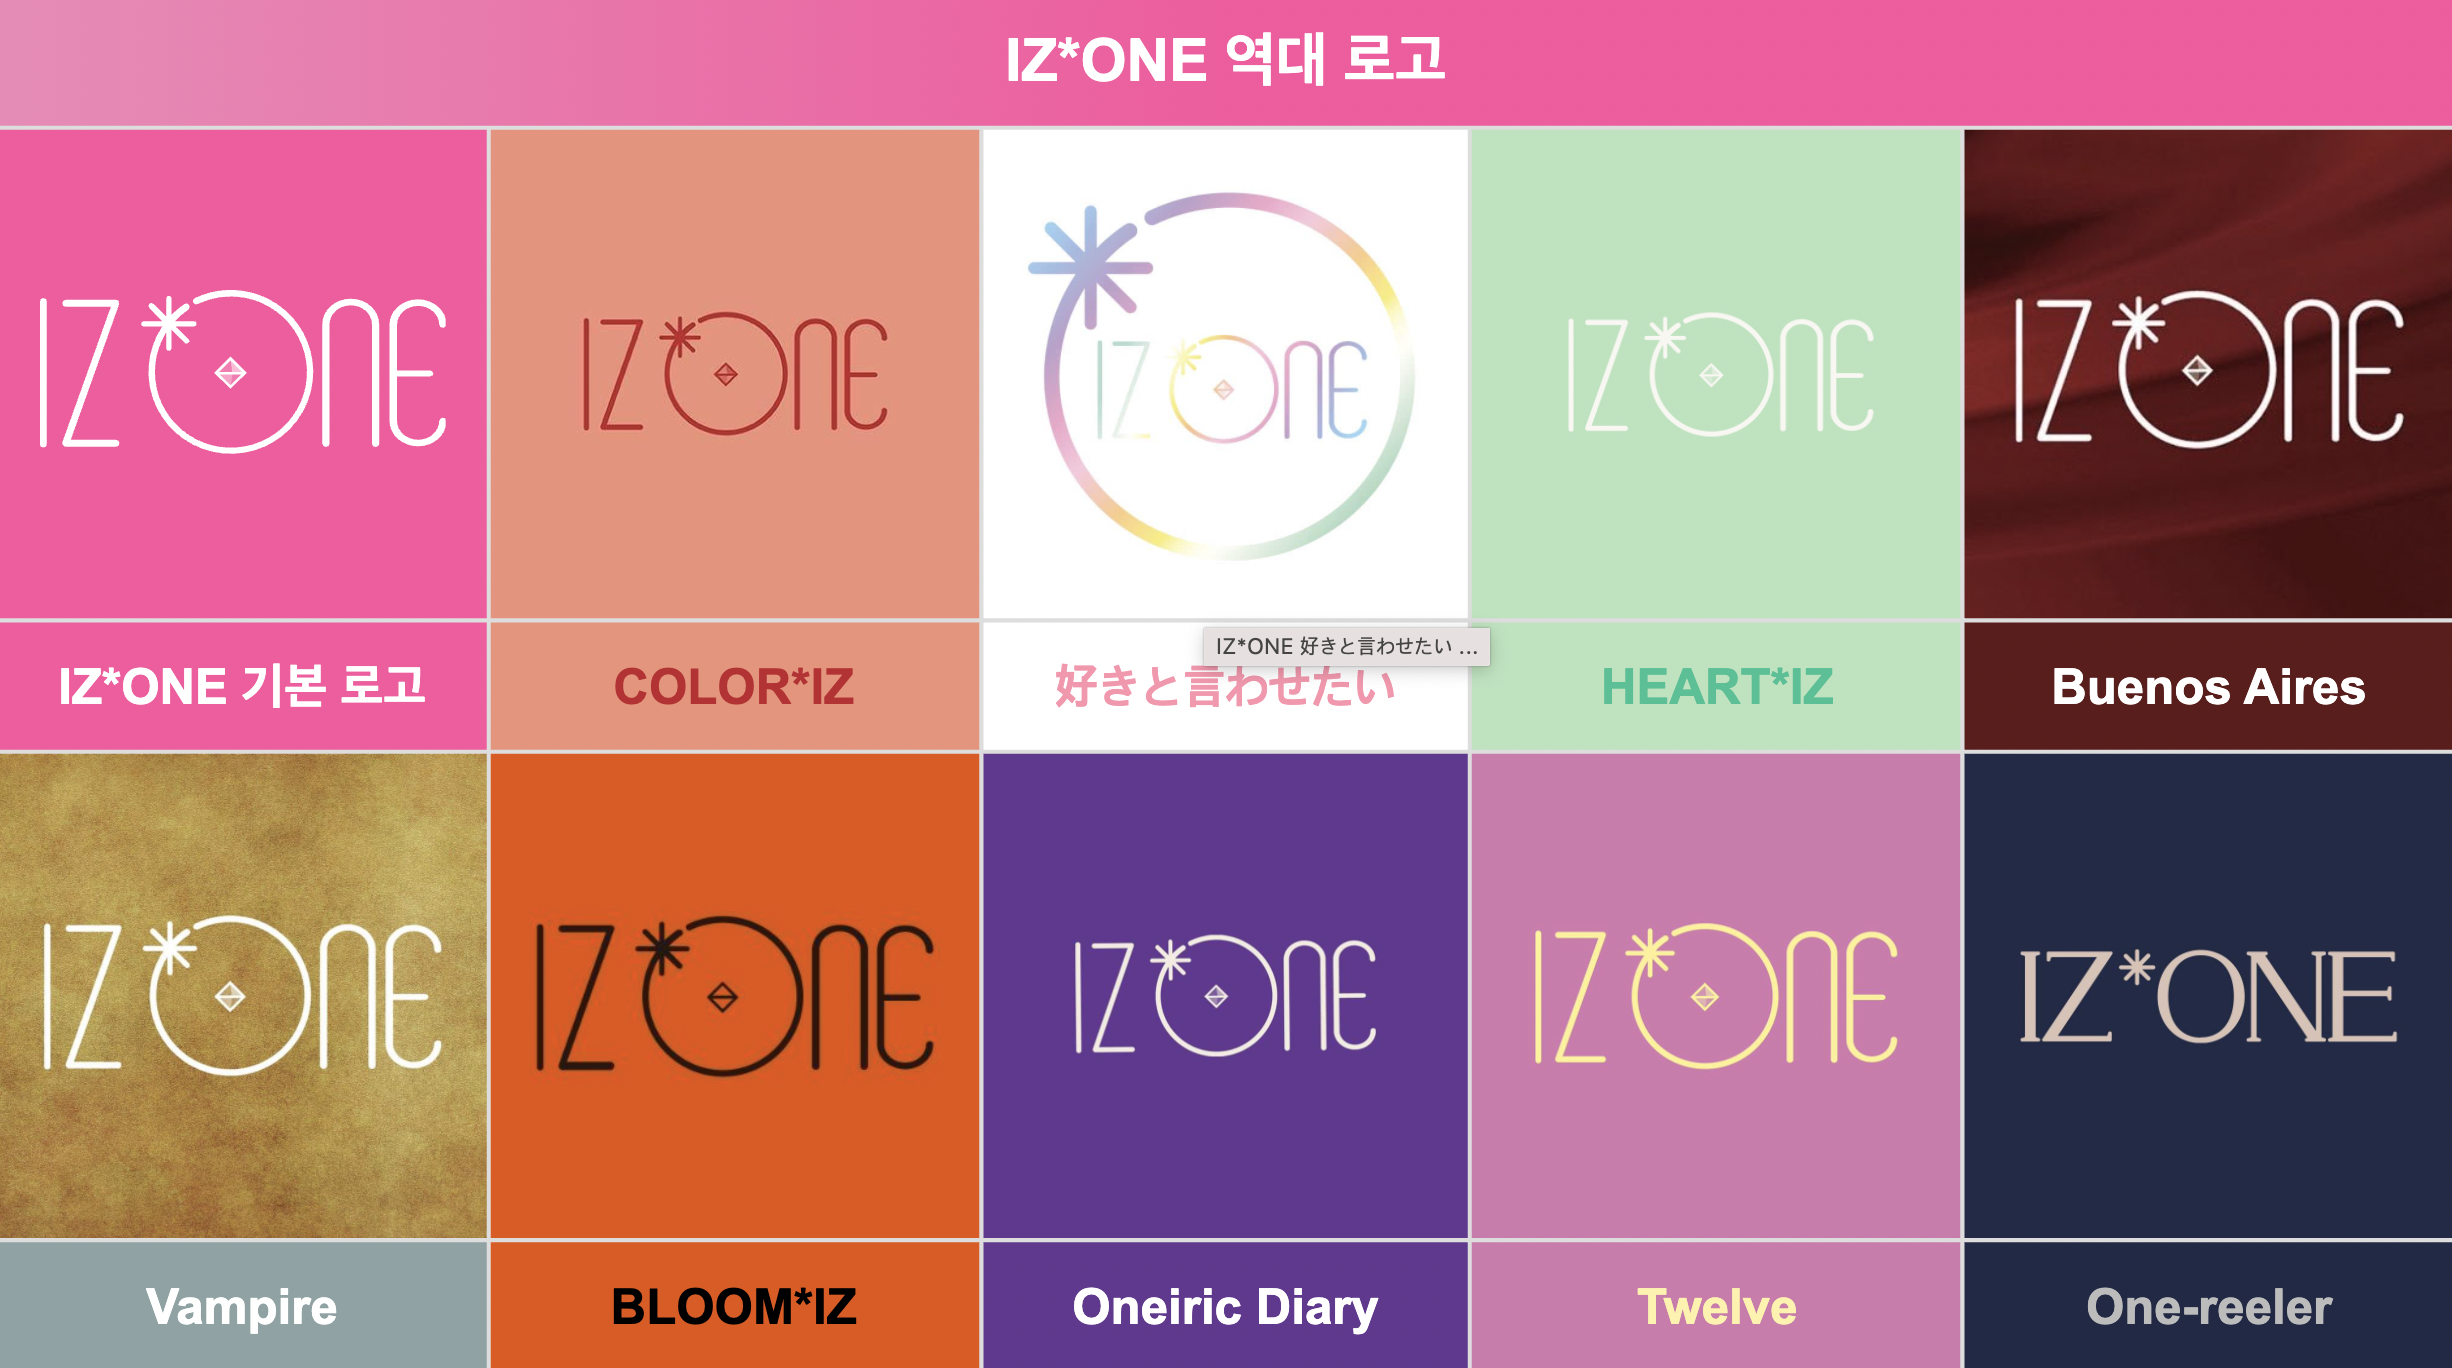 IZ*ONE 역대 로고
IZ*ONE
IZ*ONE
IZ*ONE
IZ*ONE
IZ*ONE
IZ*ONE 好きと言わせたい ...
IZ*ONE 기본 로고
COLOR*IZ
好きと言わせたい
HEART*IZ
Buenos Aires
IZ*ONE
IZ*ONE
IZ*ONE
IZ*ONE
IZ*ONE
Vampire
BLOOM*IZ
Oneiric Diary
Twelve
One-reeler